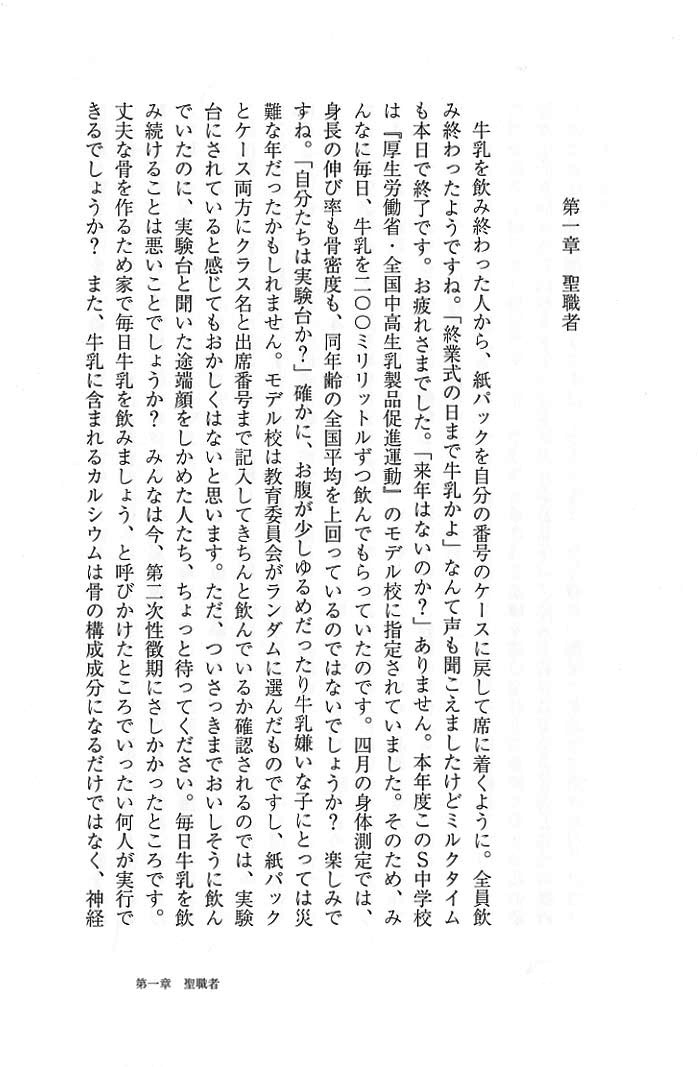 第一章　聖職者
牛乳を飲み終わった人から、紙パックを自分の番号のケースに戻して席に着くように。全員飲
み終わったようですね。「終業式の日まで牛乳かよ」なんて声も聞こえましたけどミルクタイム
も本日で終了です。お疲れさまでした。「来年はないのか？」ありません。本年度このＳ中学校
は『厚生労働省・全国中高生乳製品促進運動』のモデル校に指定されていました。そのため、み
んなに毎日、牛乳を二〇〇ミリリットルずつ飲んでもらっていたのです。四月の身体測定では、
身長の伸び率も骨密度も、同年齢の全国平均を上回っているのではないでしょうか？　楽しみで
すね。「自分たちは実験台か？」確かに、お腹が少しゆるめだったり牛乳嫌いな子にとっては災
難な年だったかもしれません。モデル校は教育委員会がランダムに選んだものですし、紙パック
とケース両方にクラス名と出席番号まで記入してきちんと飲んでいるか確認されるのでは、実験
台にされていると感じてもおかしくはないと思います。ただ、ついさっきまでおいしそうに飲ん
でいたのに、実験台と聞いた途端顔をしかめた人たち、ちょっと待ってください。毎日牛乳を飲
み続けることは悪いことでしょうか？　みんなは今、第二次性徴期にさしかかったところです。
丈夫な骨を作るため家で毎日牛乳を飲みましょう、と呼びかけたところでいったい何人が実行で
きるでしょうか？　また、牛乳に含まれるカルシウムは骨の構成成分になるだけではなく、神経
第一章　聖職者